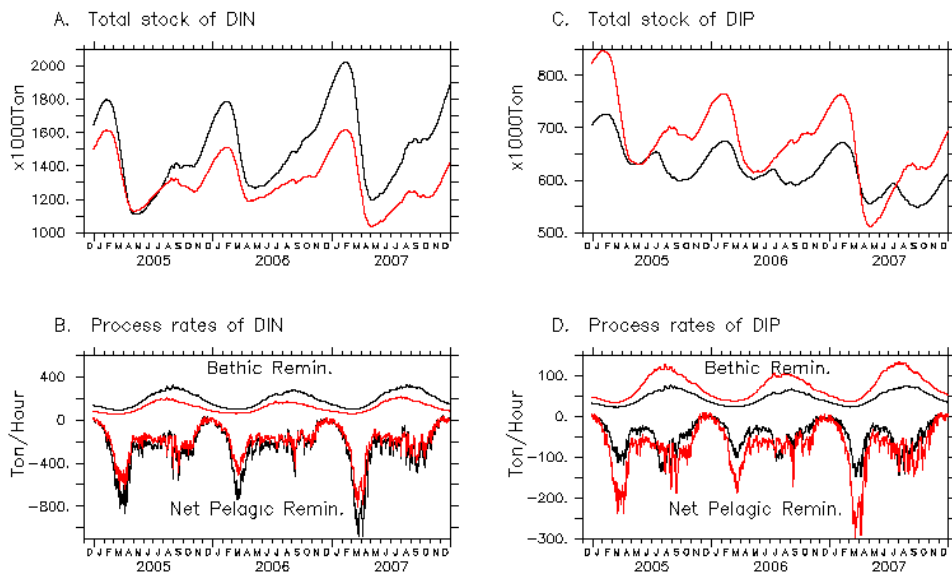 A. Total stock of DIN
x1000Ton
2000
1800.
1600.
1400.
1200
1000
D J F M A M J J A S O N D J F M A M J J A S O N D J F M A M J J A S O N D
2005 2006 2007
C. Total stock of DIP
x1000Ton
800.
700.
600.
500.
D J F M A M J J A S O N D J F M A M J J A S O N D J F M A M J J A S O N D
2005 2006 2007
B. Process rates of DIN
Ton/Hour
400
0
-400.
-800.
Bethic Remin.
Net Pelagic Remin.
D J F M A M J J A S O N D J F M A M J J A S O N D J F M A M J J A S O N D
2005 2006 2007
D. Process rates of DIP
Ton/Hour
100.
0
-100.
-200.
-300.
Bethic Remin.
Net Pelagic Remin.
D J F M A M J J A S O N D J F M A M J J A S O N D J F M A M J J A S O N D
2005 2006 2007